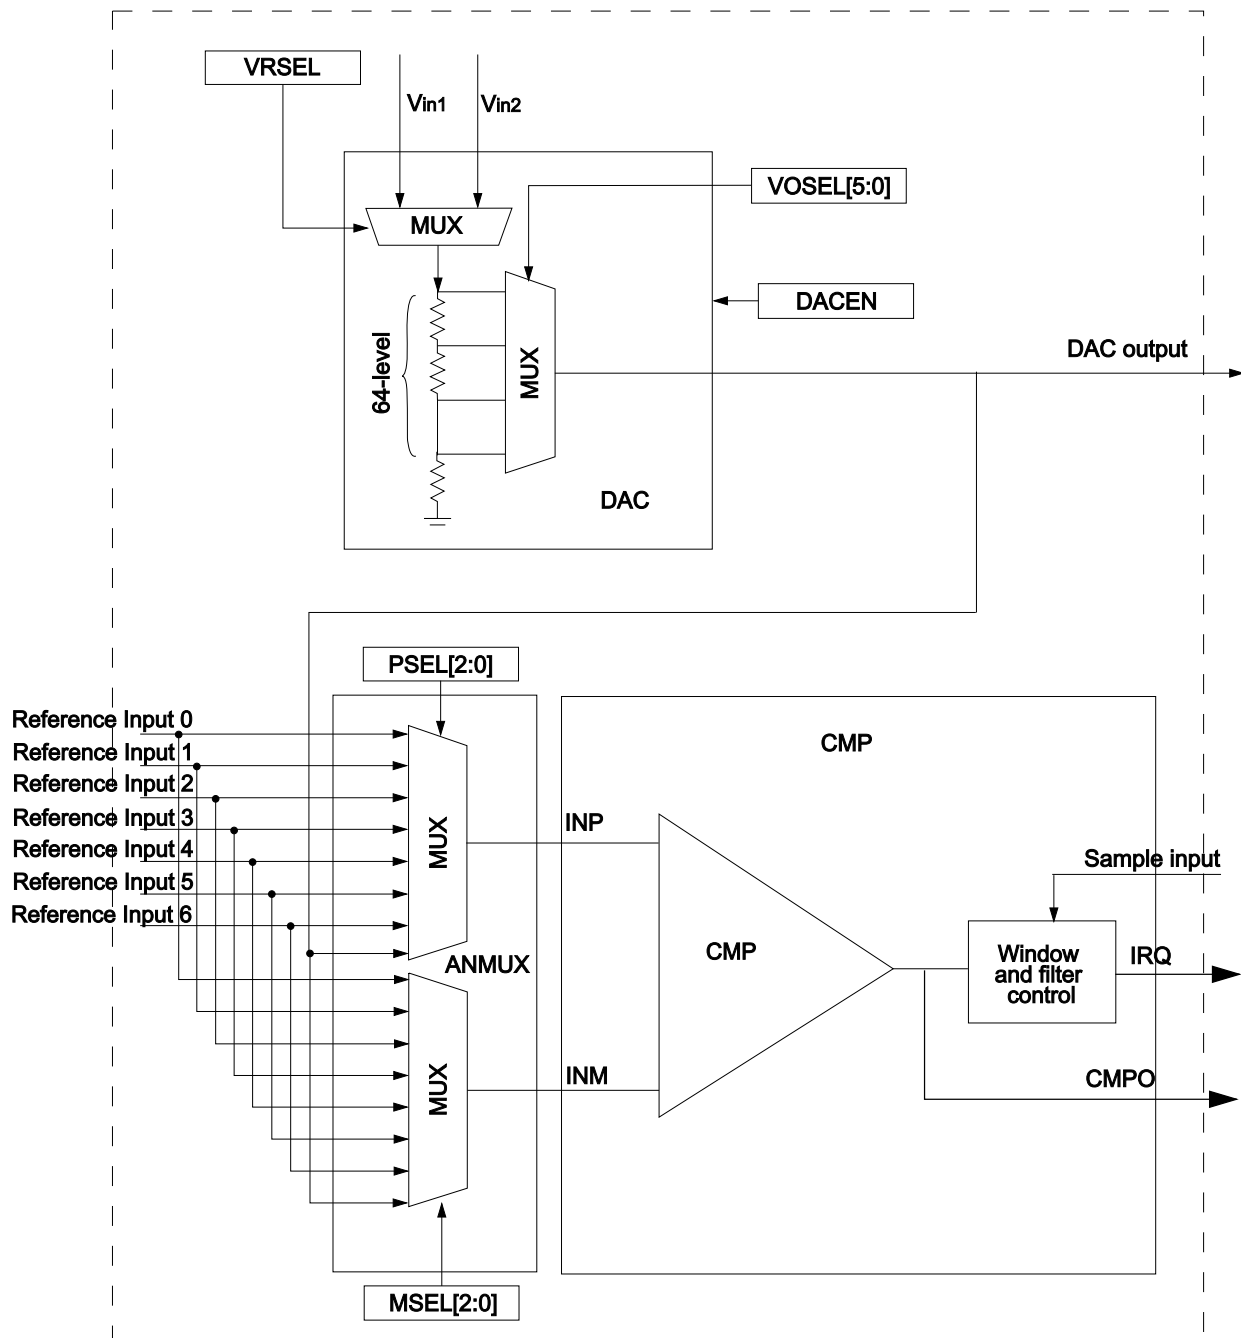 VRSEL
Vin1
Vin2
VOSEL[5:0]
MUX
DACEN
64-level
MUX
DAC output
DAC
PSEL[2:0]
Reference Input 0
Reference Input 1
Reference Input 2
Reference Input 3
Reference Input 4
Reference Input 5
Reference Input 6
MUX
ANMUX
MUX
MSEL[2:0]
CMP
INP
INM
CMP
Sample input
Window
and filter
control
IRQ
CMPO